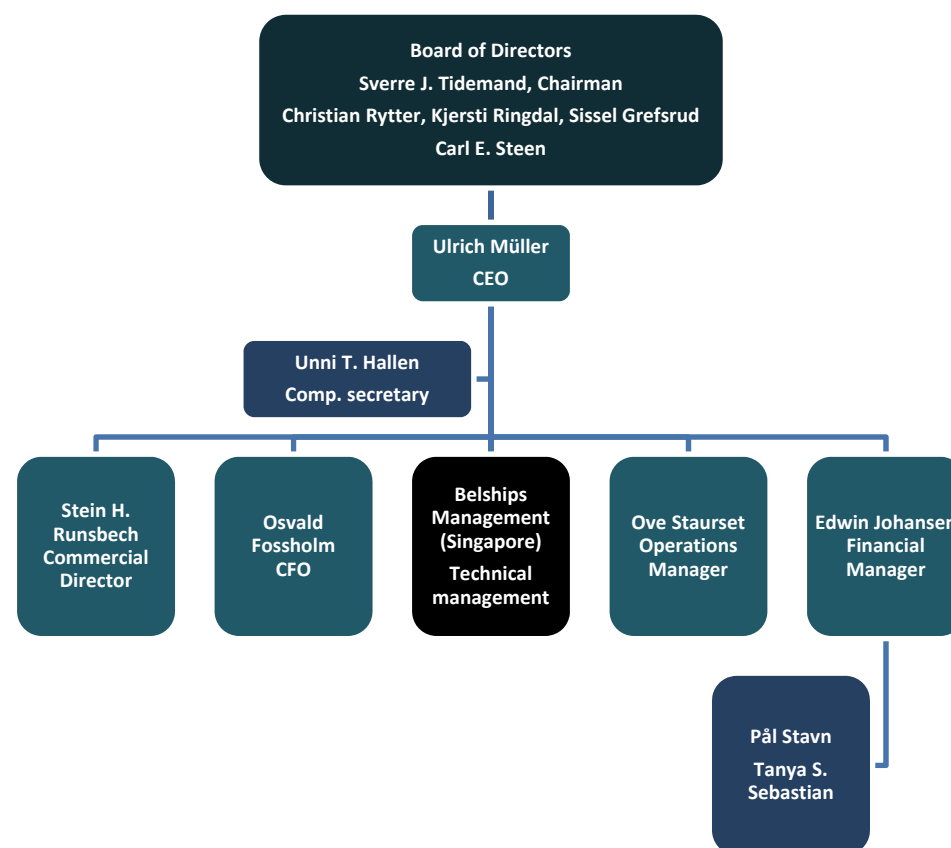 Board of Directors
Sverre J. Tidemand, Chairman
Christian Rytter, Kjersti Ringdal, Sissel Grefsrud
Carl E. Steen
Ulrich Müller
CEO
Unni T. Hallen
Comp. secretary
Stein H.
Runsbech
Commercial
Director
Osvald
Fossholm
CFO
Belships
Management
(Singapore)
Technical
management
Ove Staurset
Operations
Manager
Edwin Johansen
Financial
Manager
Pål Stavn
Tanya S.
Sebastian